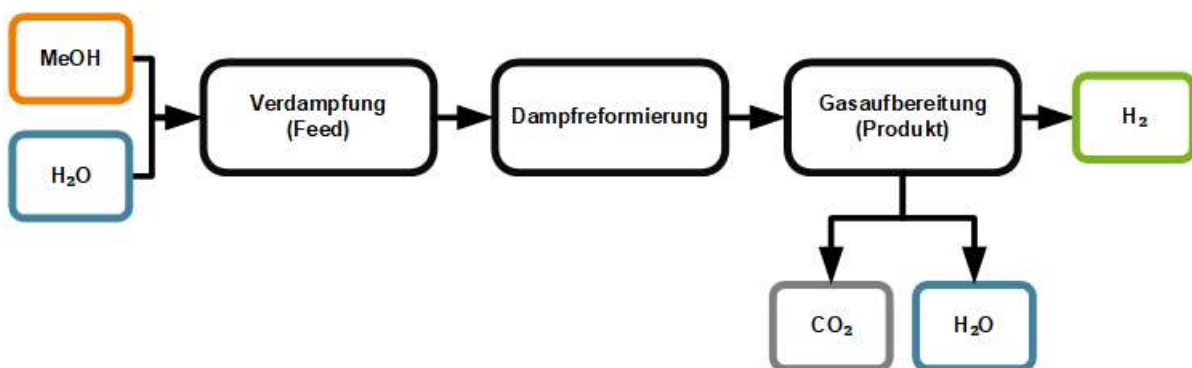 MeOH
H₂O
Verdampfung
(Feed)
Dampfreformierung
Gasaufbereitung
(Produkt)
H₂
CO₂
H₂O